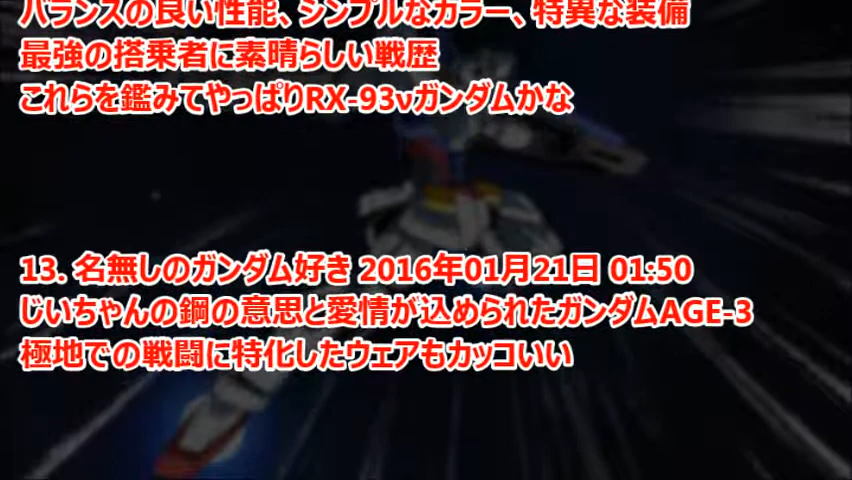 バランスの良い性能、シンプルなカラー、特異な装備
最強の搭乗者に素晴らしい戦歴
これらを鑑みてやっぱりRX-93νガンダムかな
13. 名無しのガンダム好き 2016年01月21日 01:50
じいちゃんの鋼の意思と愛情が込められたガンダムAGE-3
極地での戦闘に特化したウェアもカッコいい